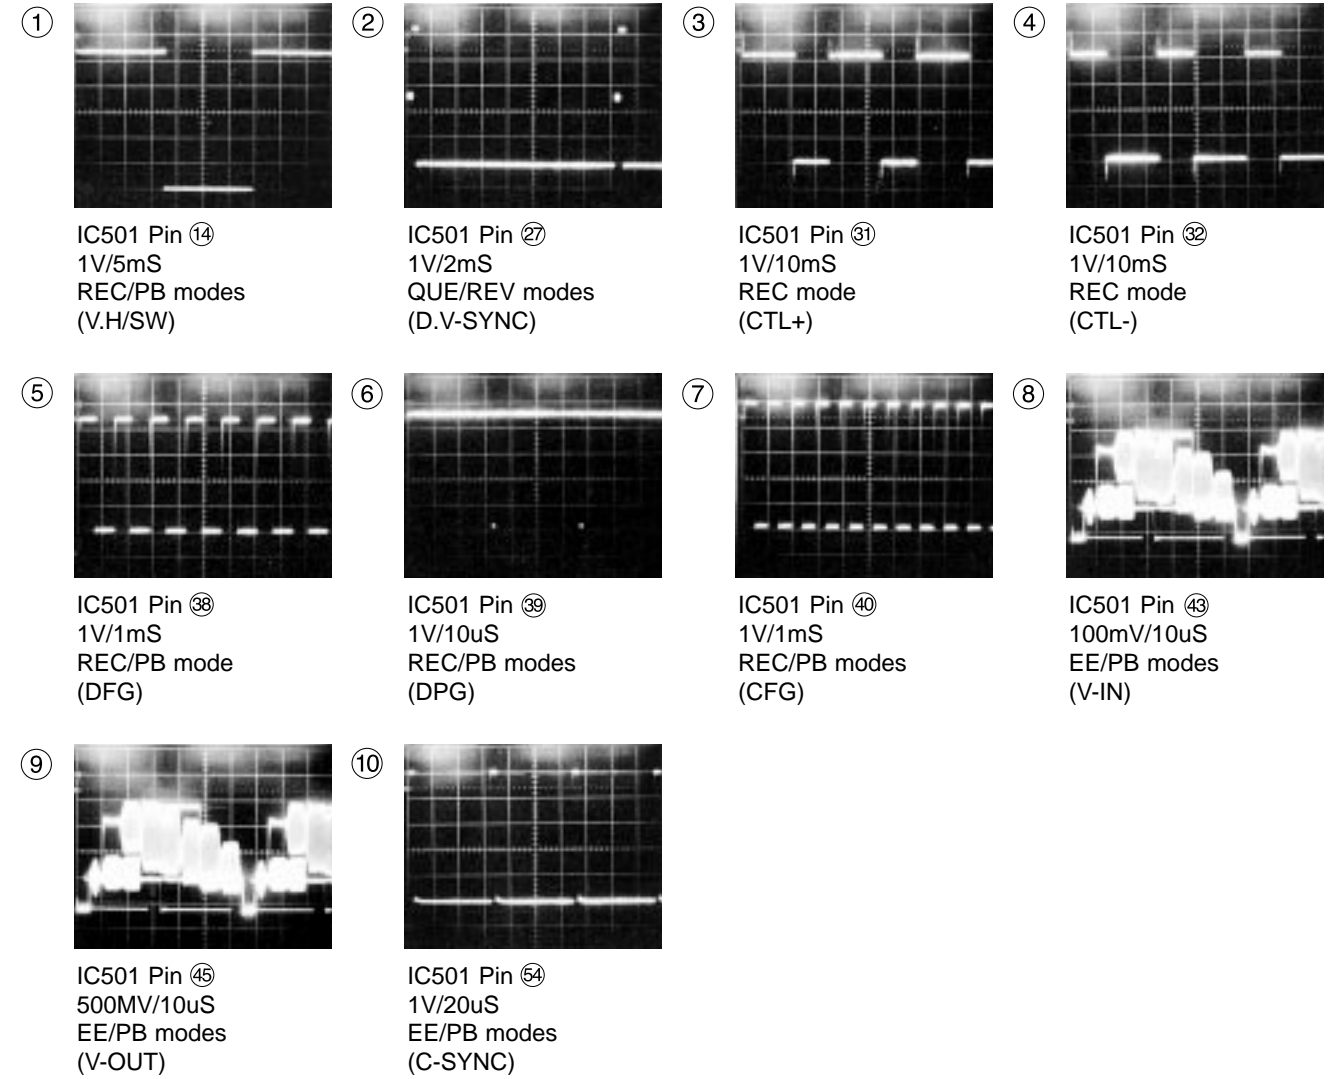 ①
IC501 Pin ⑭
1V/5mS
REC/PB modes
(V.H/SW)
②
IC501 Pin ㉗
1V/2mS
QUE/REV modes
(D.V-SYNC)
③
IC501 Pin ㉛
1V/10mS
REC mode
(CTL+)
④
IC501 Pin ㉜
1V/10mS
REC mode
(CTL-)
⑤
IC501 Pin ㊳
1V/1mS
REC/PB mode
(DFG)
⑥
IC501 Pin ㊴
1V/10uS
REC/PB modes
(DPG)
⑦
IC501 Pin ㊵
1V/1mS
REC/PB modes
(CFG)
⑧
IC501 Pin ㊸
100mV/10uS
EE/PB modes
(V-IN)
⑨
IC501 Pin ㊺
500MV/10uS
EE/PB modes
(V-OUT)
⑩
IC501 Pin 54
1V/20uS
EE/PB modes
(C-SYNC)